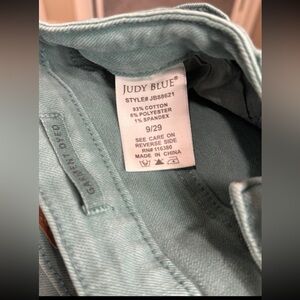 JUDY BLUE®
STYLE# JB88621
93% COTTON
6% POLYESTER
1% SPANDEX
9/29
SEE CARE ON
REVERSE SIDE
RN# 116380
MADE IN CHINA
GARMENT DYED